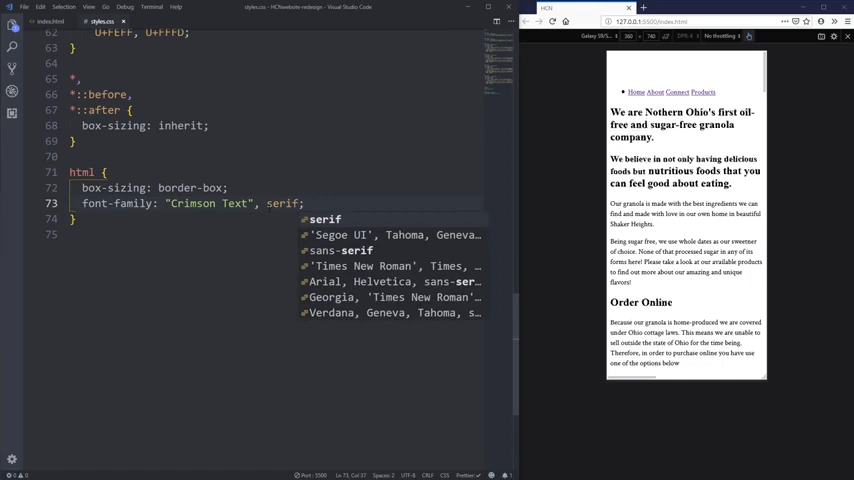 File Edit Selection View Go Debug Terminal Help
styles.css - HCNwebsite-redesign - Visual Studio Code
index.html
styles.css
62 U+FEFF, U+FFFD;
63 }
64
65 *,
66 *::before,
67 *::after {
68 box-sizing: inherit;
69 }
70
71 html {
72 box-sizing: border-box;
73 font-family: "Crimson Text", serif;
74 }
75
serif
'Segoe UI', Tahoma, Geneva…
sans-serif
'Times New Roman', Times, …
Arial, Helvetica, sans-ser…
Georgia, 'Times New Roman'…
Verdana, Geneva, Tahoma, s…
0 0
Port : 5500 Ln 73, Col 37 Spaces: 2 UTF-8 CRLF CSS Prettier 1
HCN
127.0.0.1:5500/index.html
Galaxy S9/S… 360 × 740 DPR: 4 No throttling
Home About Connect Products
We are Nothern Ohio's first oil-
free and sugar-free granola
company.
We believe in not only having delicious
foods but nutritious foods that you
can feel good about eating.
Our granola is made with the best ingredients we can
find and made with love in our own home in beautiful
Shaker Heights.
Being sugar free, we use whole dates as our sweetner
of choice. None of that processed sugar in any of its
forms here! Please take a look at our available products
to find out more about our amazing and unique
flavors!
Order Online
Because our granola is home-produced we are covered
under Ohio cottage laws. This means we are unable to
sell outside the state of Ohio for the time being.
Therefore, in order to purchase online you have use
one of the options below